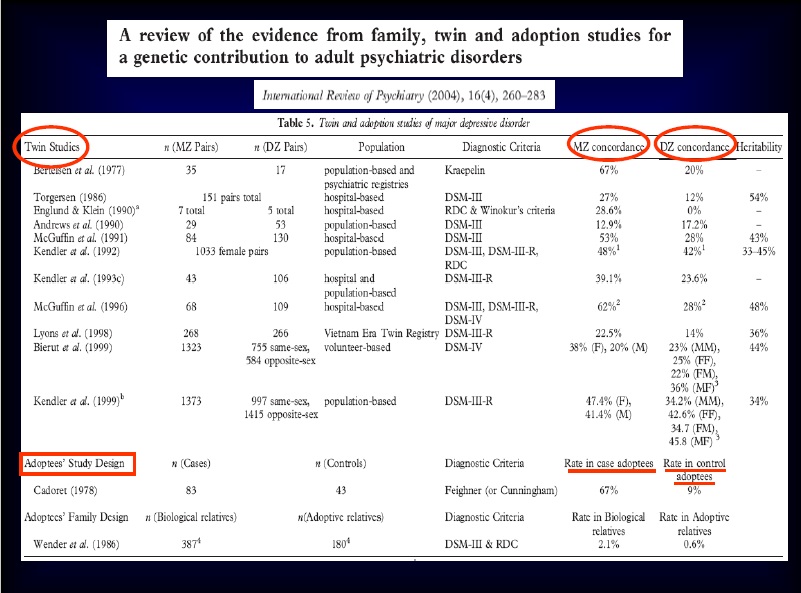 A review of the evidence from family, twin and adoption studies for
a genetic contribution to adult psychiatric disorders
International Review of Psychiatry (2004), 16(4), 260–283
Table 5. Twin and adoption studies of major depressive disorder
Twin Studies n (MZ Pairs) n (DZ Pairs) Population Diagnostic Criteria MZ concordance DZ concordance Heritability
Bertelsen et al. (1977) 35 17 population-based and Kraepelin 67% 20% –
psychiatric registries
Torgersen (1986) 151 pairs total hospital-based DSM-III 27% 12% 54%
Englund & Klein (1990)a 7 total 5 total hospital-based RDC & Winokur's criteria 28.6% 0% –
Andrews et al. (1990) 29 53 population-based DSM-III 12.9% 17.2% –
McGuffin et al. (1991) 84 130 hospital-based DSM-III 53% 28% 43%
Kendler et al. (1992) 1033 female pairs population-based DSM-III, DSM-III-R, 48%1 42%1 33–45%
RDC
Kendler et al. (1993c) 43 106 hospital and DSM-III-R 39.1% 23.6% –
population-based
McGuffin et al. (1996) 68 109 hospital-based DSM-III, DSM-III-R, 62%2 28%2 48%
DSM-IV
Lyons et al. (1998) 268 266 Vietnam Era Twin Registry DSM-III-R 22.5% 14% 36%
Bierut et al. (1999) 1323 755 same-sex, volunteer-based DSM-IV 38% (F), 20% (M) 23% (MM), 44%
584 opposite-sex 25% (FF),
22% (FM),
36% (MF)3
Kendler et al. (1999)b 1373 997 same-sex, population-based DSM-III-R 47.4% (F), 34.2% (MM), 34%
1415 opposite-sex 41.4% (M) 42.6% (FF),
34.7 (FM),
45.8 (MF) 3
Adoptees' Study Design n (Cases) n (Controls) Diagnostic Criteria Rate in case adoptees Rate in control
adoptees
Cadoret (1978) 83 43 Feighner (or Cunningham) 67% 9%
Adoptees' Family Design n (Biological relatives) n(Adoptive relatives) Diagnostic Criteria Rate in Biological Rate in Adoptive
relatives relatives
Wender et al. (1986) 3874 1804 DSM-III & RDC 2.1% 0.6%